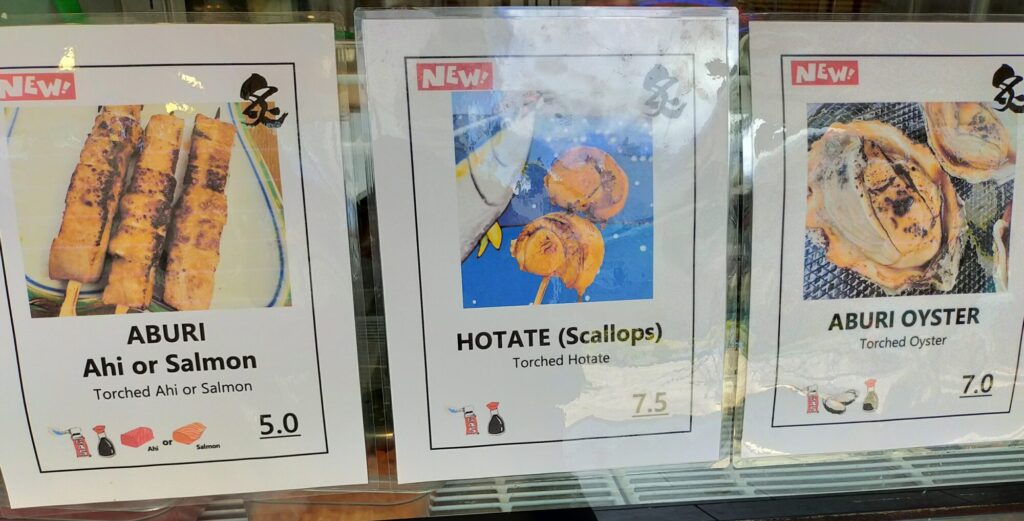 NEW!
炙
ABURI
Ahi or Salmon
Torched Ahi or Salmon
Ahi or Salmon
5.0
NEW!
炙
HOTATE (Scallops)
Torched Hotate
7.5
NEW!
炙
ABURI OYSTER
Torched Oyster
7.0